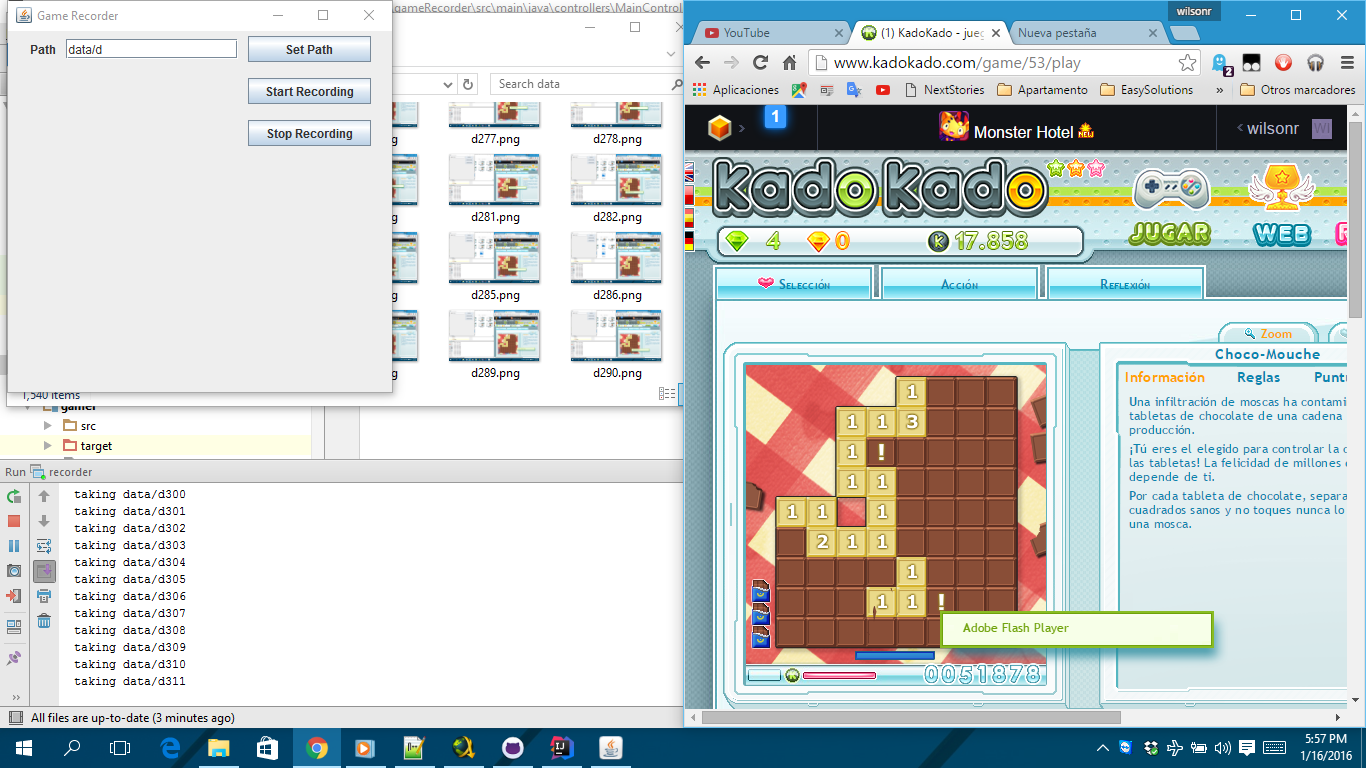 Game Recorder
Path data/d Set Path
Start Recording
Stop Recording
.gameRecorder\src\main\java\controllers\MainControl
Search data
d277.png d278.png
g d281.png d282.png
g d285.png d286.png
g d289.png d290.png
1,540 items
gamer
src
target
Run recorder
taking data/d300
taking data/d301
taking data/d302
taking data/d303
taking data/d304
taking data/d305
taking data/d306
taking data/d307
taking data/d308
taking data/d309
taking data/d310
taking data/d311
All files are up-to-date (3 minutes ago)
wilsonr
YouTube (1) KadoKado - jueg Nueva pestaña
www.kadokado.com/game/53/play
2
Aplicaciones NextStories Apartamento EasySolutions » Otros marcadores
1 Monster Hotel NEW wilsonr WI
KadoKado
JUGAR WEB
4 0 K 17.858
Selección Acción Reflexión
Zoom
Choco-Mouche
Información Reglas Puntu
Una infiltración de moscas ha contami
tabletas de chocolate de una cadena
producción.
¡Tú eres el elegido para controlar la c
las tabletas! La felicidad de millones
depende de ti.
Por cada tableta de chocolate, separa
cuadrados sanos y no toques nunca lo
una mosca.
1
1 1 3
1 !
1 1
1 1 1
2 1 1
1
1 1 !
Adobe Flash Player
0051878
5:57 PM
1/16/2016